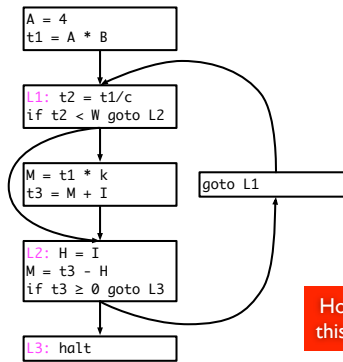 A = 4
t1 = A * B
L1: t2 = t1/c
if t2 < W goto L2
M = t1 * k
t3 = M + I
goto L1
L2: H = I
M = t3 - H
if t3 ≥ 0 goto L3
L3: halt
this